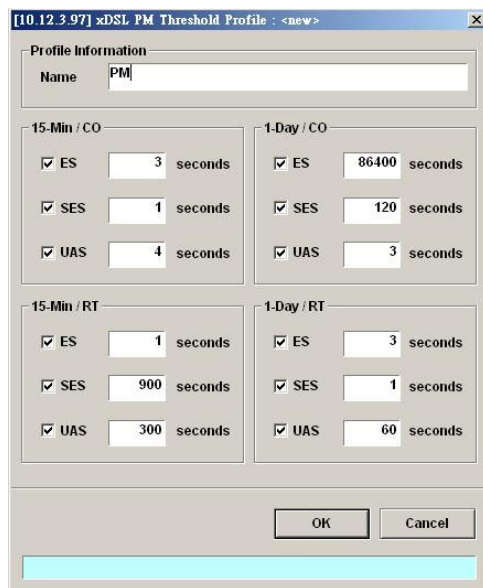 [10.12.3.97] xDSL PM Threshold Profile : <new>
Profile Information
Name PM
15-Min / CO
ES 3 seconds
SES 1 seconds
UAS 4 seconds
1-Day / CO
ES 86400 seconds
SES 120 seconds
UAS 3 seconds
15-Min / RT
ES 1 seconds
SES 900 seconds
UAS 300 seconds
1-Day / RT
ES 3 seconds
SES 1 seconds
UAS 60 seconds
OK Cancel